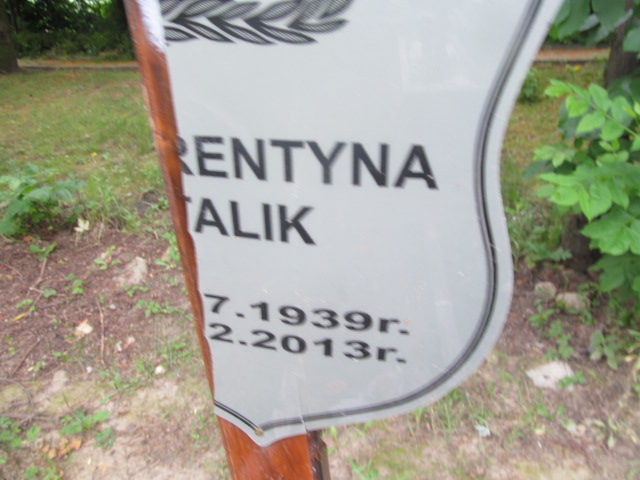 RENTYNA
TALIK
7.1939r.
2.2013r.